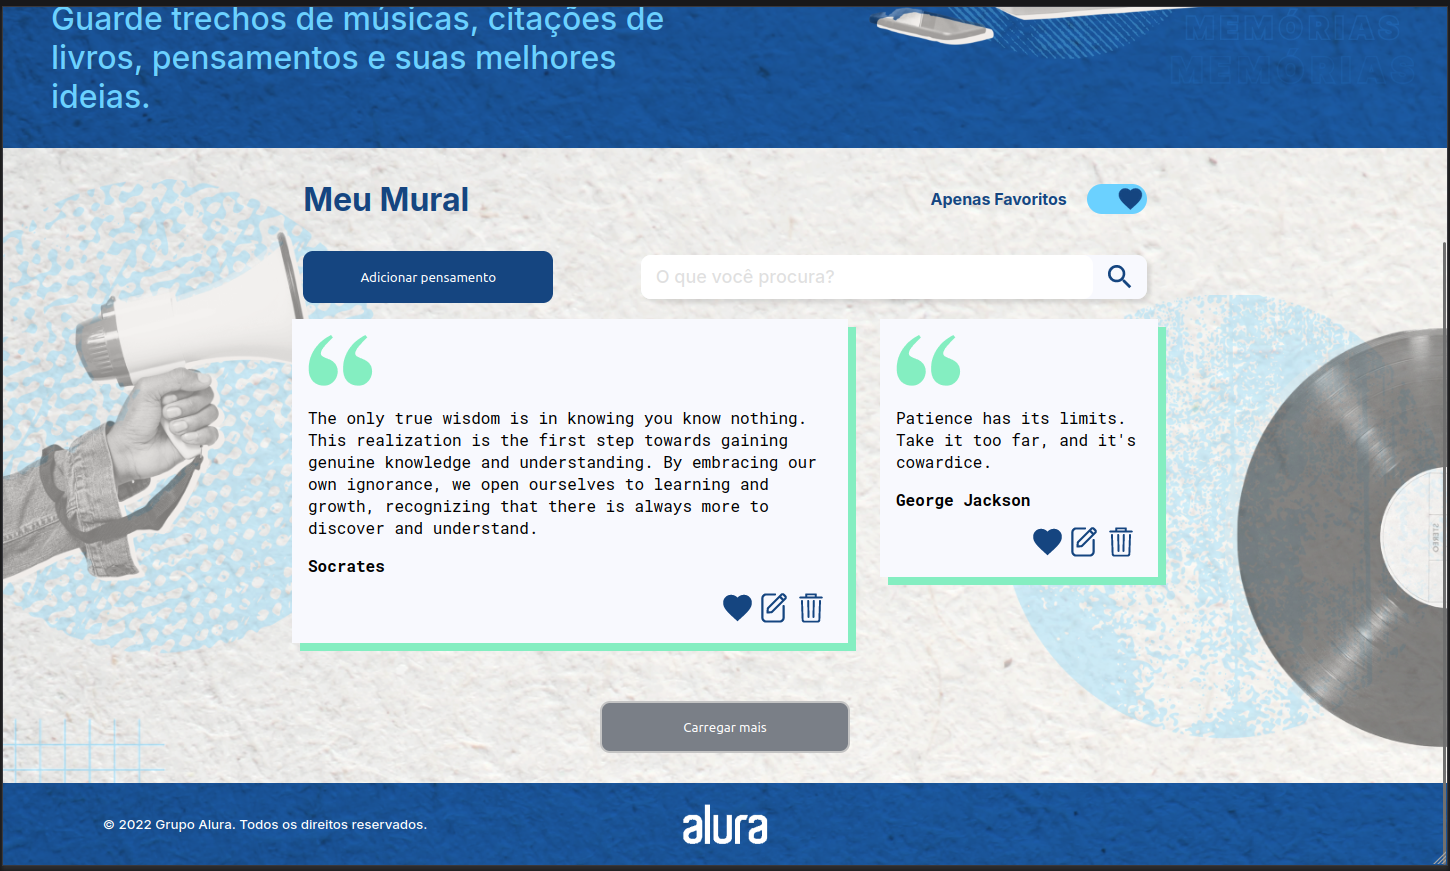 Guarde trechos de músicas, citações de
livros, pensamentos e suas melhores
ideias.
MEMÓRIAS
MEMÓRIAS
Meu Mural
Apenas Favoritos
Adicionar pensamento
O que você procura?
The only true wisdom is in knowing you know nothing.
This realization is the first step towards gaining
genuine knowledge and understanding. By embracing our
own ignorance, we open ourselves to learning and
growth, recognizing that there is always more to
discover and understand.
Socrates
Patience has its limits.
Take it too far, and it's
cowardice.
George Jackson
STEREO
Carregar mais
© 2022 Grupo Alura. Todos os direitos reservados.
alura